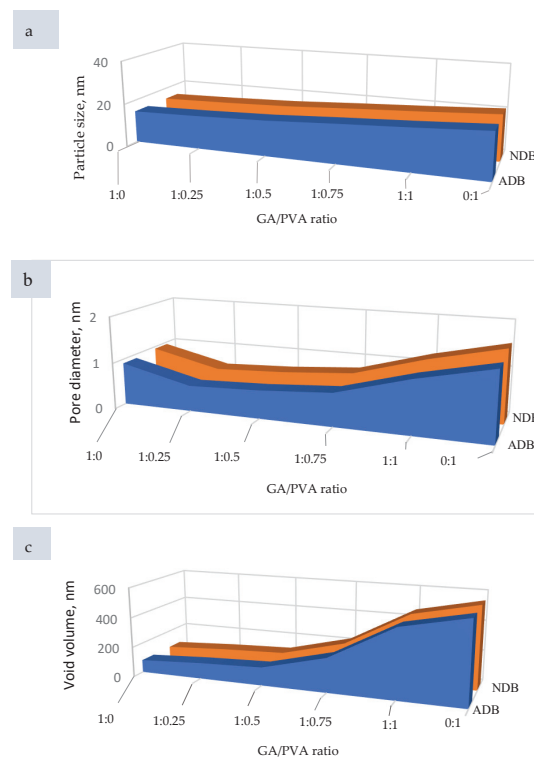 a
40
20
0
Particle size, nm
1:0
1:0.25
1:0.5
1:0.75
1:1
0:1
NDB
ADB
GA/PVA ratio
b
2
1
0
Pore diameter, nm
1:0
1:0.25
1:0.5
1:0.75
1:1
0:1
NDB
ADB
GA/PVA ratio
c
600
400
200
0
Void volume, nm
1:0
1:0.25
1:0.5
1:0.75
1:1
0:1
NDB
ADB
GA/PVA ratio